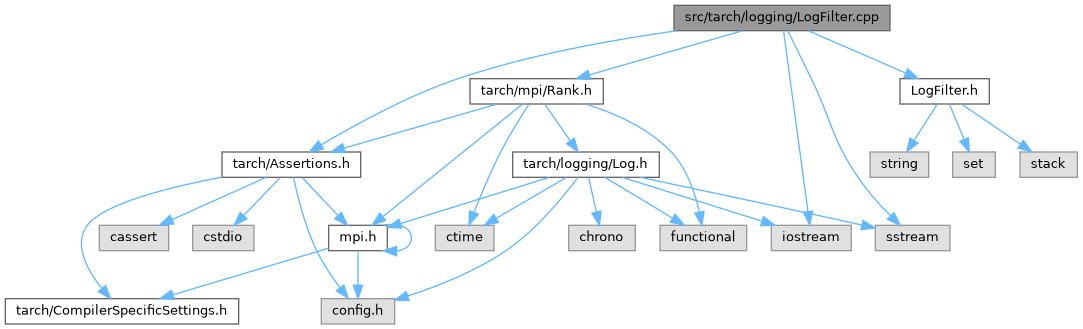 src/tarch/logging/LogFilter.cpp
tarch/mpi/Rank.h
LogFilter.h
tarch/Assertions.h
tarch/logging/Log.h
string
set
stack
cassert
cstdio
mpi.h
ctime
chrono
functional
iostream
sstream
tarch/CompilerSpecificSettings.h
config.h